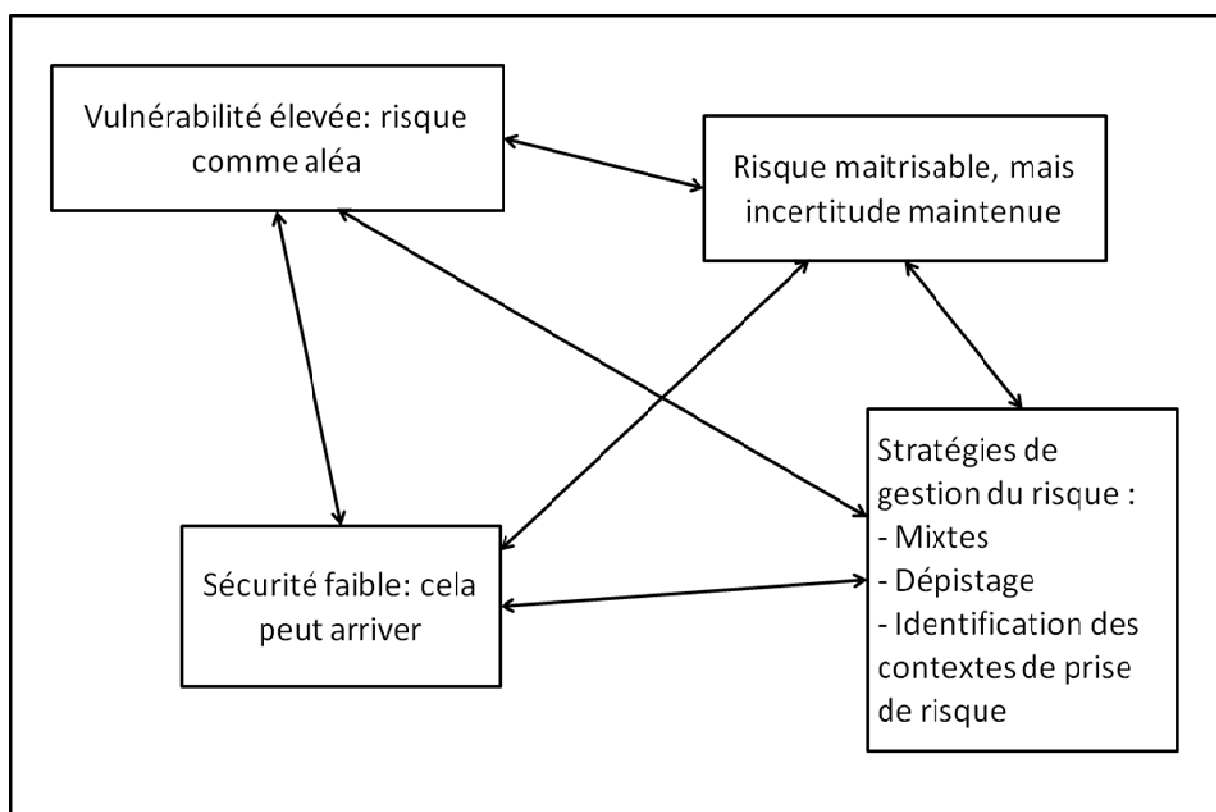 Vulnérabilité élevée: risque
comme aléa
Risque maitrisable, mais
incertitude maintenue
Sécurité faible: cela
peut arriver
Stratégies de
gestion du risque :
- Mixtes
- Dépistage
- Identification des
contextes de prise
de risque